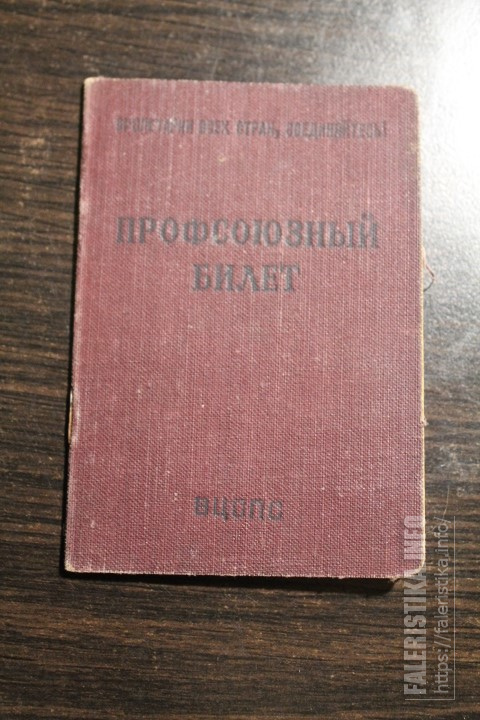 ПРОЛЕТАРИИ ВСЕХ СТРАН, СОЕДИНЯЙТЕСЬ!
ПРОФСОЮЗНЫЙ
БИЛЕТ
ВЦСПС
FALERISTIKA.INFO
https://faleristika.info/